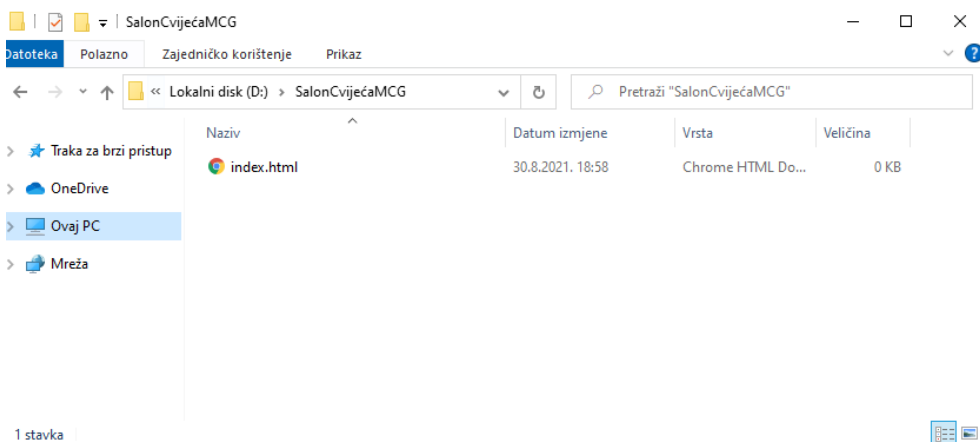 SalonCvijećaMCG
Datoteka Polazno Zajedničko korištenje Prikaz
« Lokalni disk (D:) › SalonCvijećaMCG Pretraži "SalonCvijećaMCG"
Naziv Datum izmjene Vrsta Veličina
Traka za brzi pristup
index.html 30.8.2021. 18:58 Chrome HTML Do... 0 KB
OneDrive
Ovaj PC
Mreža
1 stavka